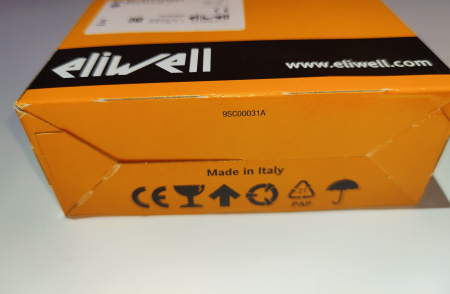 eliwell
www.eliwell.com
9SC00031A
Made in Italy
CE
21
PAP